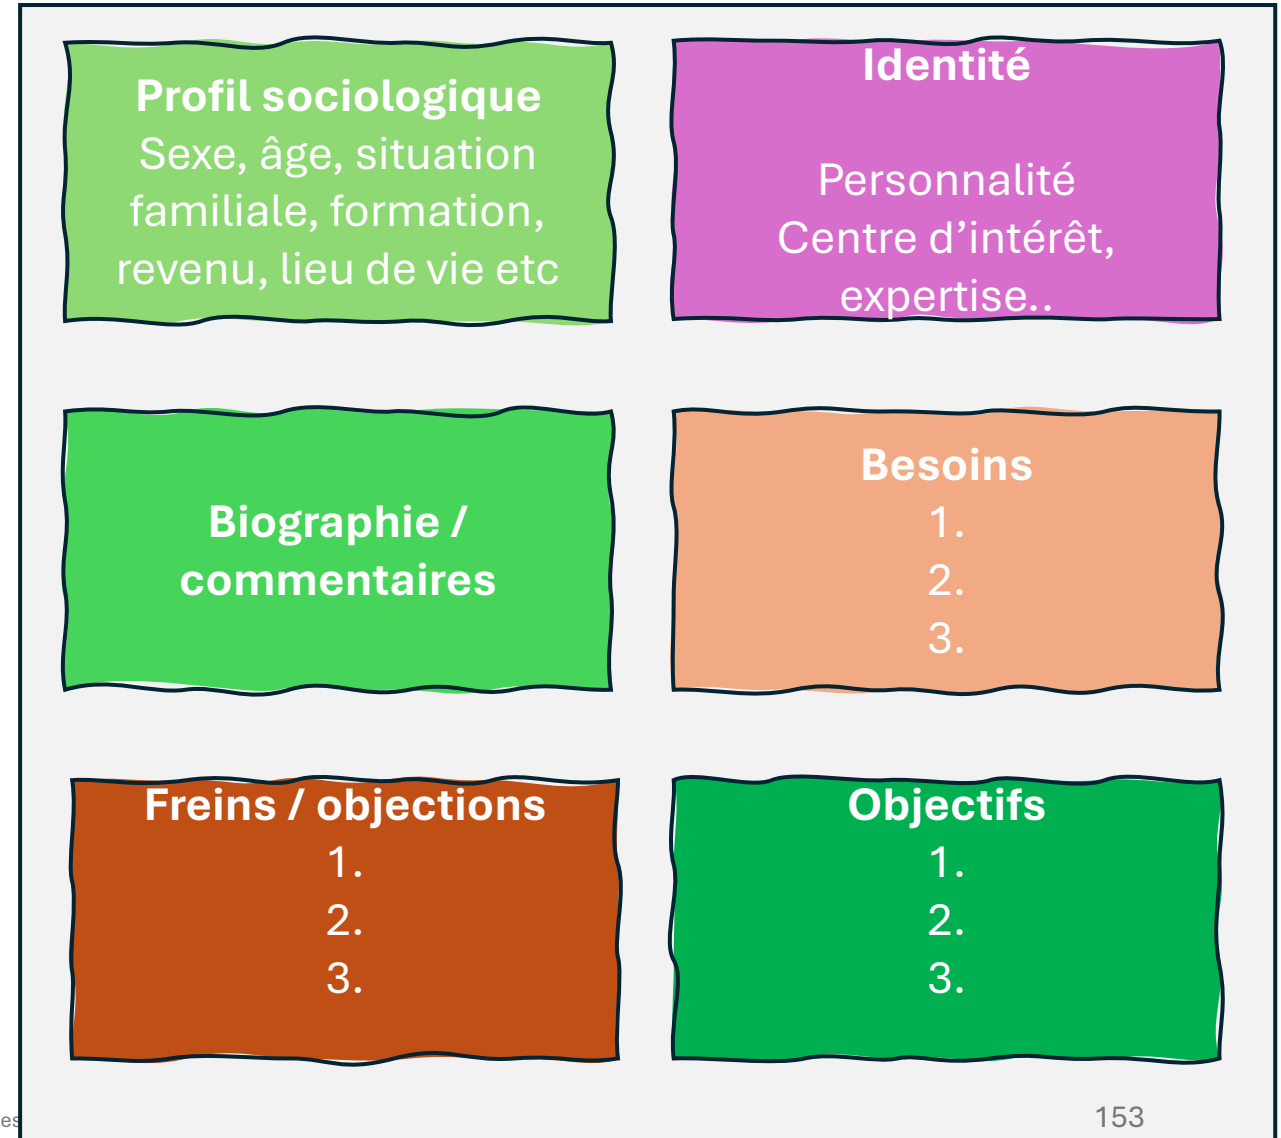 Profil sociologique
Sexe, âge, situation
familiale, formation,
revenu, lieu de vie etc
Identité
Personnalité
Centre d’intérêt,
expertise..
Biographie /
commentaires
Besoins
1.
2.
3.
Freins / objections
1.
2.
3.
Objectifs
1.
2.
3.
153